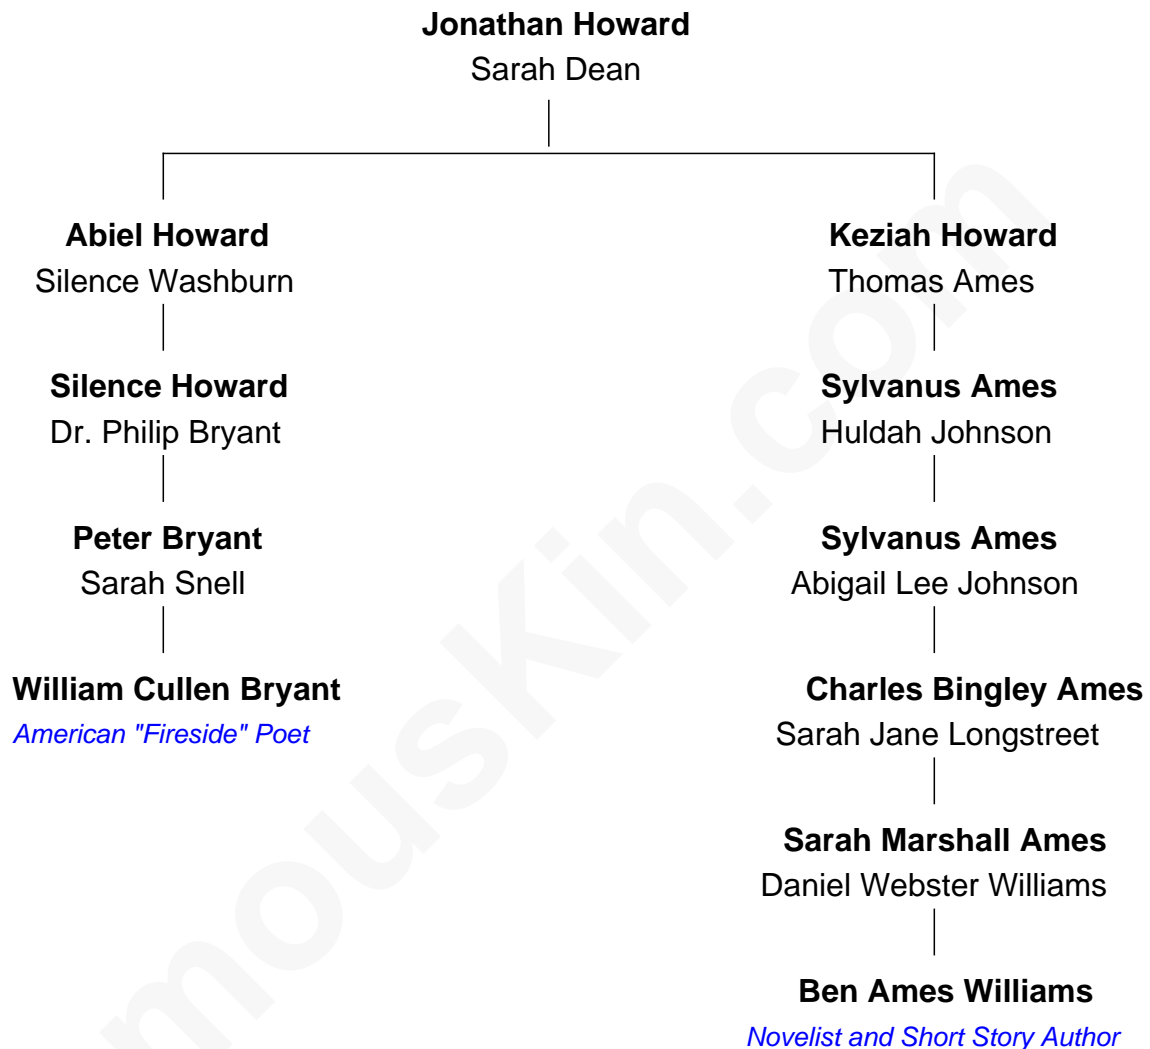 Jonathan Howard
Sarah Dean
Abiel Howard
Silence Washburn
Silence Howard
Dr. Philip Bryant
Peter Bryant
Sarah Snell
William Cullen Bryant
American "Fireside" Poet
Keziah Howard
Thomas Ames
Sylvanus Ames
Huldah Johnson
Sylvanus Ames
Abigail Lee Johnson
Charles Bingley Ames
Sarah Jane Longstreet
Sarah Marshall Ames
Daniel Webster Williams
Ben Ames Williams
Novelist and Short Story Author
mousKin.com